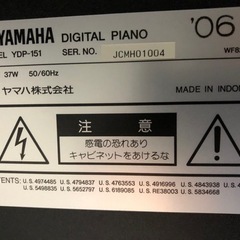 YAMAHA DIGITAL PIANO '06
EL YDP-151 SER NO. JCMH01004 WF8
37W 50/60Hz
ヤマハ株式会社 MADE IN INDON
注意
感電の恐れあり
キャビネットをあけるな
TENTS: U.S. 4974485 U.S. 4794837 U.S. 4763553 U.S. 4916996 U.S. 4843938 U.S.
U.S. 5498835 U.S. 5652797 U.S. 6189085 U.S. RE38003 U.S. 5834668